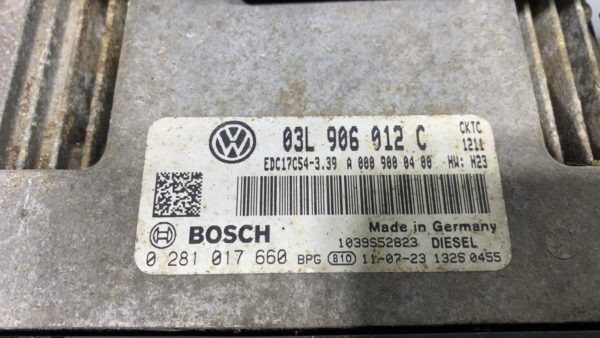 03L 906 012 C CKTC
1211
EDC17C54-3.39 A 000 900 04 00 HW: H23
Made in Germany
BOSCH 1039S52823 DIESEL
0 281 017 660 BPG 810 11-07-23 1325 0455